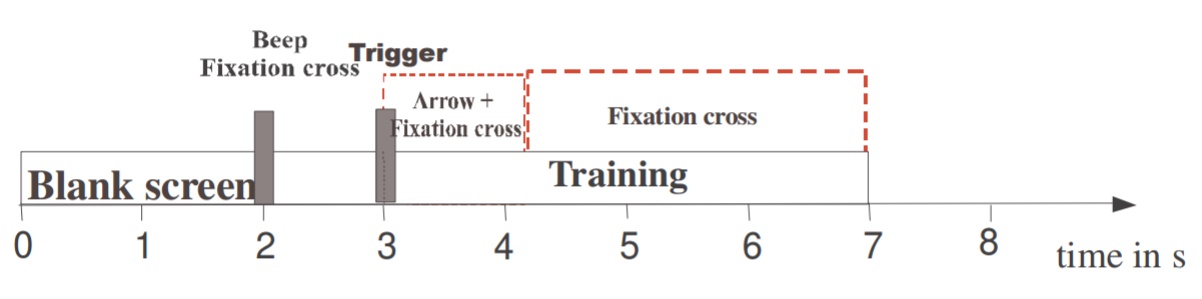 Beep
Fixation cross
Trigger
Arrow +
Fixation cross
Fixation cross
Blank screen
Training
0 1 2 3 4 5 6 7 8
time in s